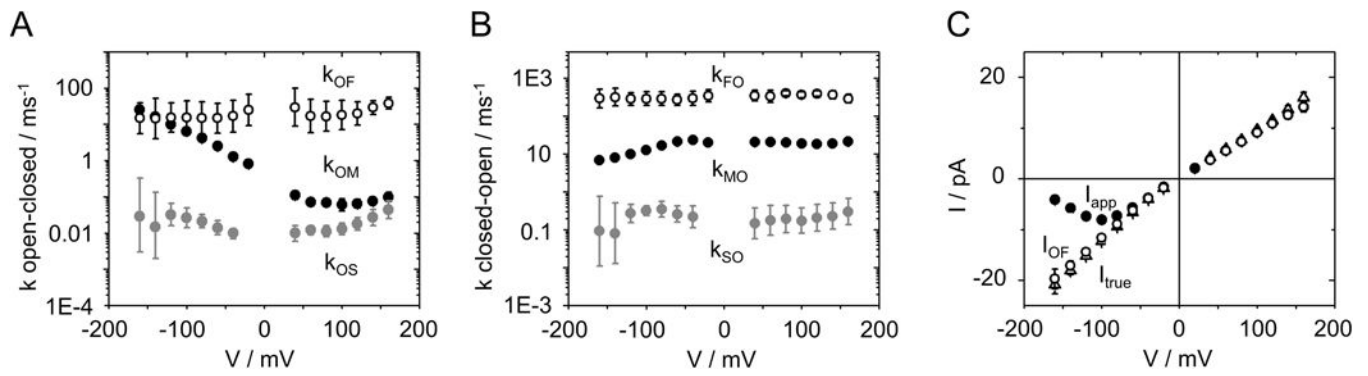 A
k open-closed / ms⁻¹
100
1
0.01
1E-4
kOF
kOM
kOS
-200 -100 0 100 200
V / mV
B
k closed-open / ms⁻¹
1E3
10
0.1
1E-3
kFO
kMO
kSO
-200 -100 0 100 200
V / mV
C
I / pA
20
0
-20
Iapp
IOF
Itrue
-200 -100 0 100 200
V / mV